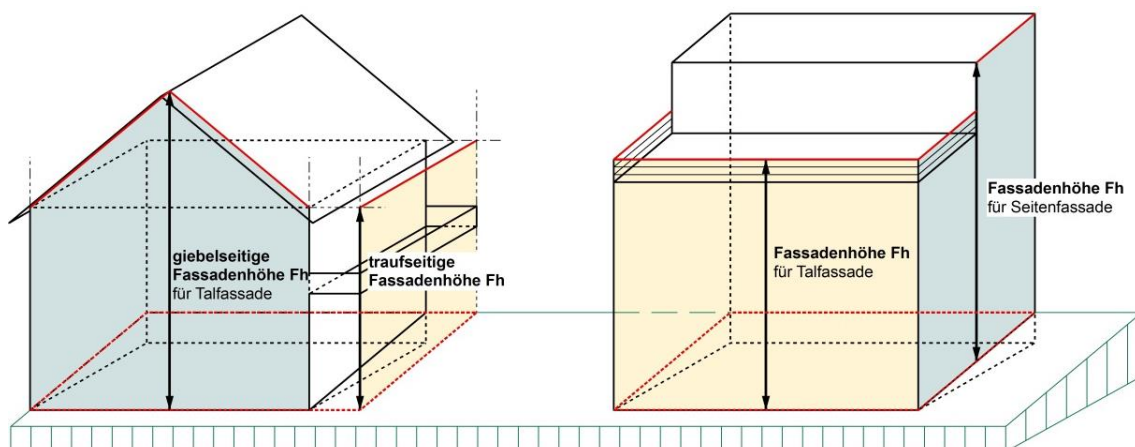 giebelseitige
Fassadenhöhe Fh
für Talfassade
traufseitige
Fassadenhöhe Fh
Fassadenhöhe Fh
für Talfassade
Fassadenhöhe Fh
für Seitenfassade